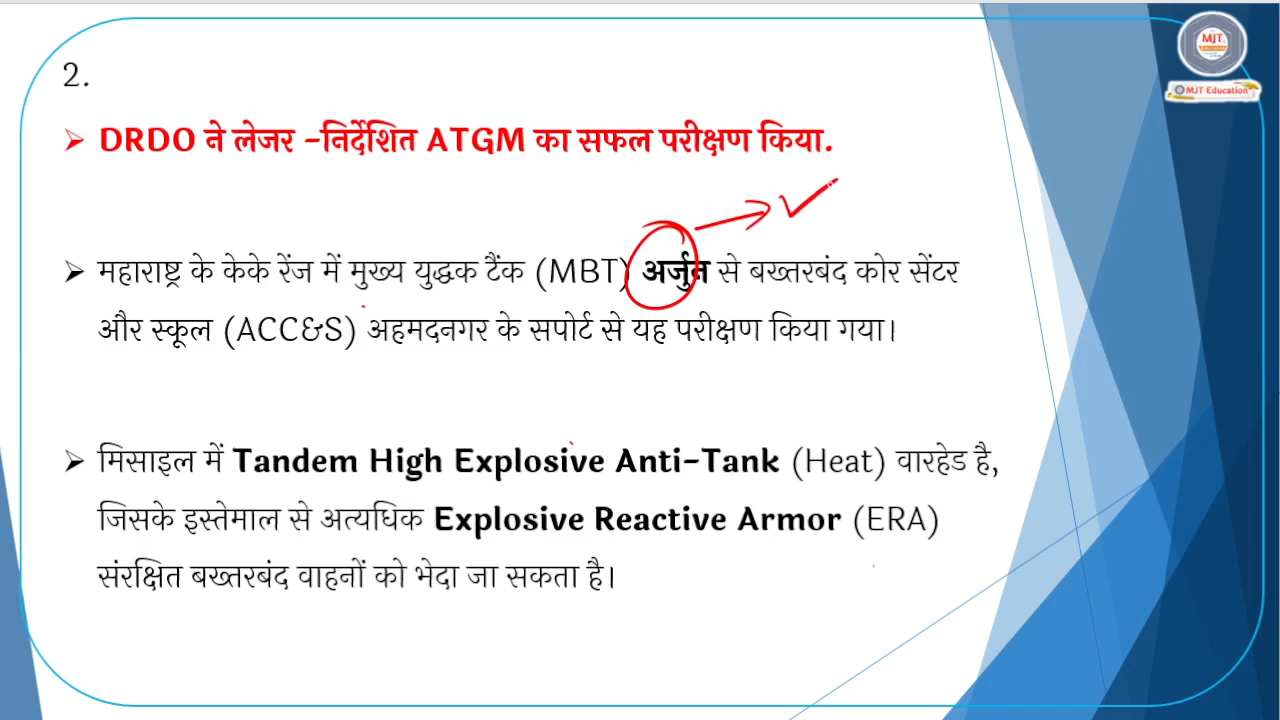 MJT
MJT Education
2.
➢ DRDO ने लेजर -निर्देशित ATGM का सफल परीक्षण किया.
➢ महाराष्ट्र के केके रेंज में मुख्य युद्धक टैंक (MBT) अर्जुन से बख्तरबंद कोर सेंटर
और स्कूल (ACC&S) अहमदनगर के सपोर्ट से यह परीक्षण किया गया।
➢ मिसाइल में Tandem High Explosive Anti-Tank (Heat) वारहेड है,
जिसके इस्तेमाल से अत्यधिक Explosive Reactive Armor (ERA)
संरक्षित बख्तरबंद वाहनों को भेदा जा सकता है।